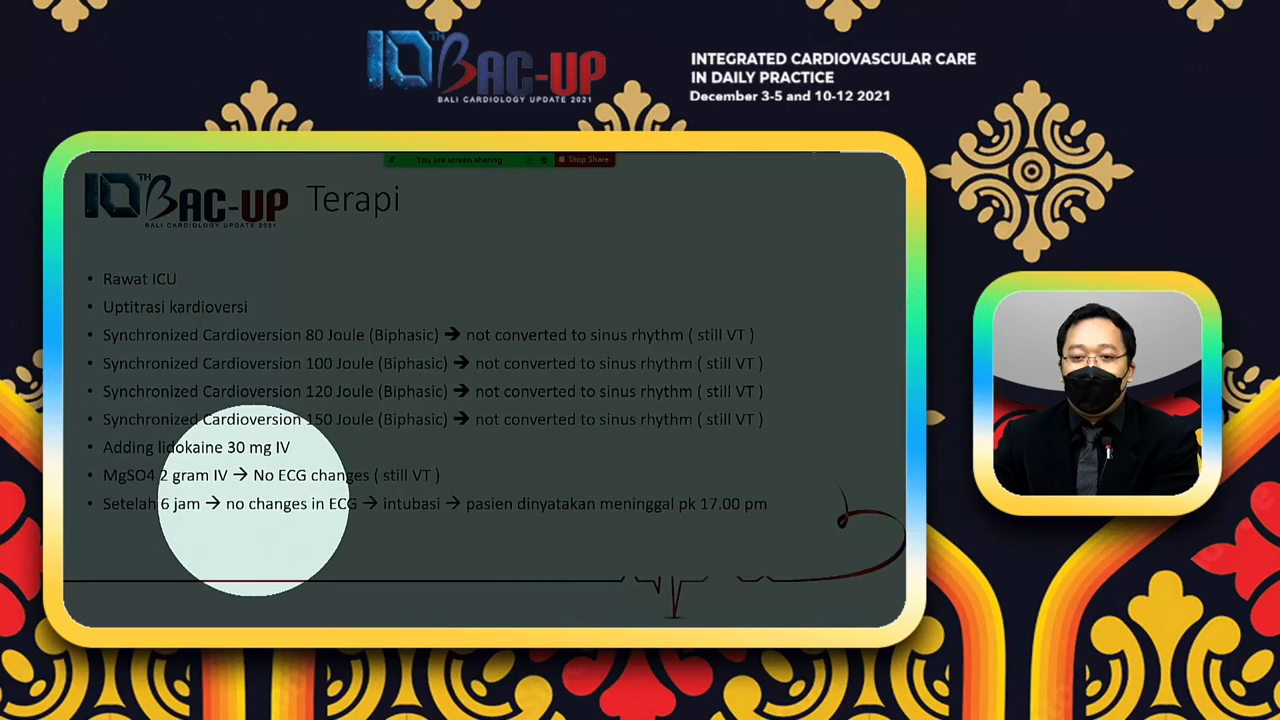 10TH BAC-UP
BALI CARDIOLOGY UPDATE 2021
INTEGRATED CARDIOVASCULAR CARE
IN DAILY PRACTICE
December 3-5 and 10-12 2021
You are screen sharing
Stop Share
10TH BAC-UP
BALI CARDIOLOGY UPDATE 2021
Terapi
• Rawat ICU
• Uptitrasi kardioversi
• Synchronized Cardioversion 80 Joule (Biphasic) → not converted to sinus rhythm ( still VT )
• Synchronized Cardioversion 100 Joule (Biphasic) → not converted to sinus rhythm ( still VT )
• Synchronized Cardioversion 120 Joule (Biphasic) → not converted to sinus rhythm ( still VT )
• Synchronized Cardioversion 150 Joule (Biphasic) → not converted to sinus rhythm ( still VT )
• Adding lidokaine 30 mg IV
• MgSO4 2 gram IV → No ECG changes ( still VT )
• Setelah 6 jam → no changes in ECG → intubasi → pasien dinyatakan meninggal pk 17.00 pm